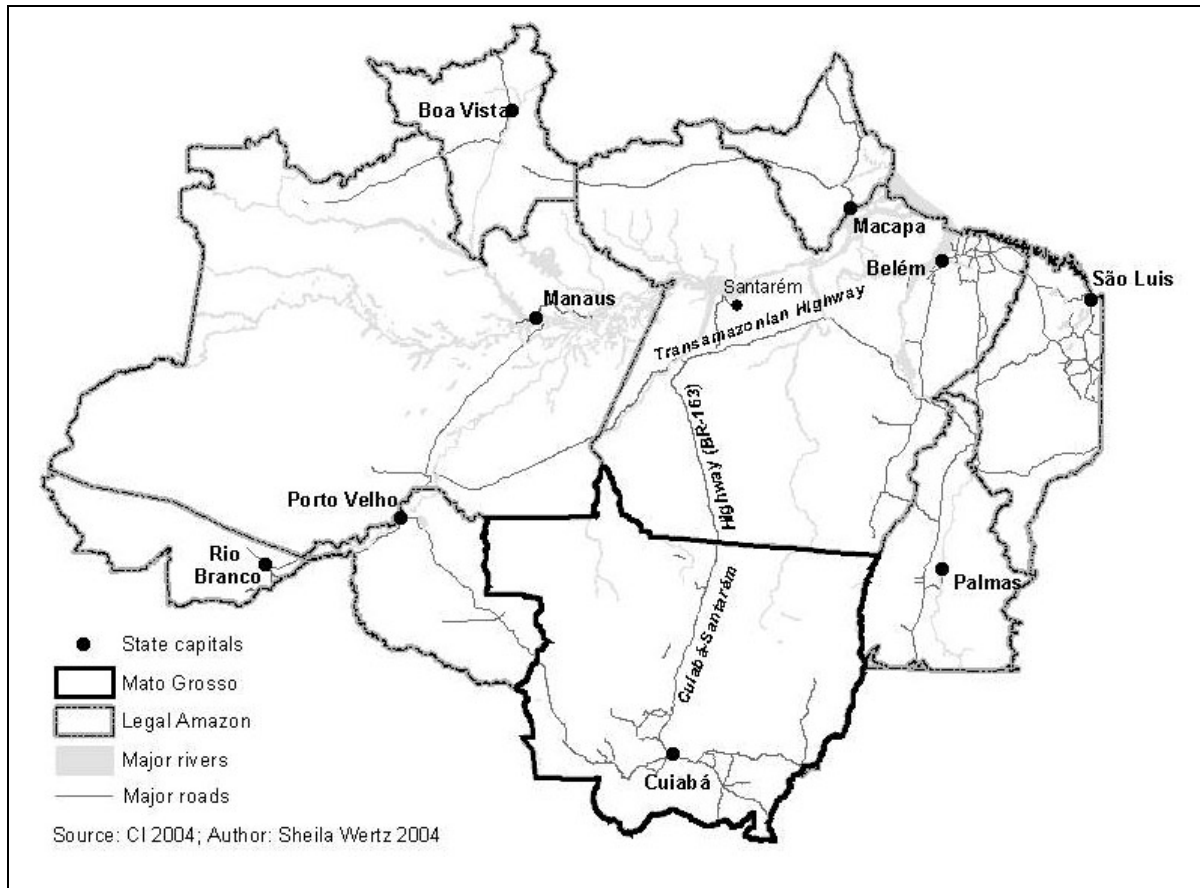 Boa Vista
Macapa
Belém
São Luis
Santarém
Manaus
Transamazonian Highway
Highway (BR-163)
Porto Velho
Rio
Branco
Palmas
Cuiabá-Santarém
Cuiabá
State capitals
Mato Grosso
Legal Amazon
Major rivers
Major roads
Source: CI 2004; Author: Sheila Wertz 2004